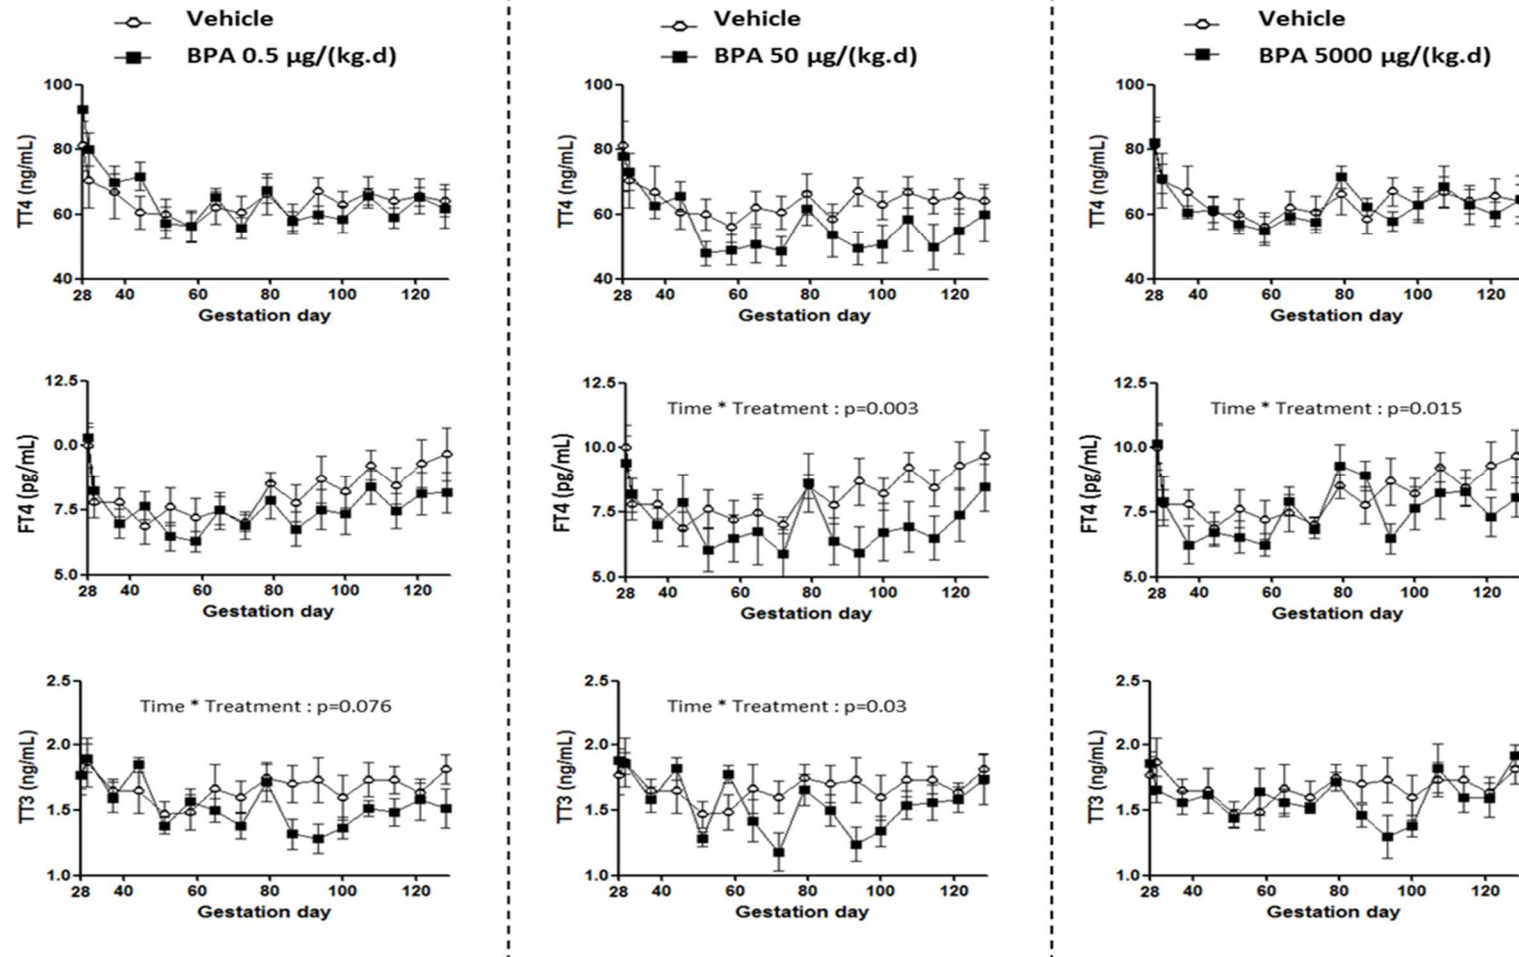 Vehicle
BPA 0.5 µg/(kg.d)
Vehicle
BPA 50 µg/(kg.d)
Vehicle
BPA 5000 µg/(kg.d)
TT4 (ng/mL)
100
80
60
40
28 40 60 80 100 120
Gestation day
TT4 (ng/mL)
100
80
60
40
28 40 60 80 100 120
Gestation day
TT4 (ng/mL)
100
80
60
40
28 40 60 80 100 120
Gestation day
FT4 (pg/mL)
12.5
0.0
7.5
5.0
28 40 60 80 100 120
Gestation day
FT4 (pg/mL)
Time * Treatment : p=0.003
12.5
10.0
7.5
5.0
28 40 60 80 100 120
Gestation day
FT4 (pg/mL)
Time * Treatment : p=0.015
12.5
10.0
7.5
5.0
28 40 60 80 100 120
Gestation day
TT3 (ng/mL)
Time * Treatment : p=0.076
2.5
2.0
1.5
1.0
28 40 60 80 100 120
Gestation day
TT3 (ng/mL)
Time * Treatment : p=0.03
2.5
2.0
1.5
1.0
28 40 60 80 100 120
Gestation day
TT3 (ng/mL)
2.5
2.0
1.5
1.0
28 40 60 80 100 120
Gestation day